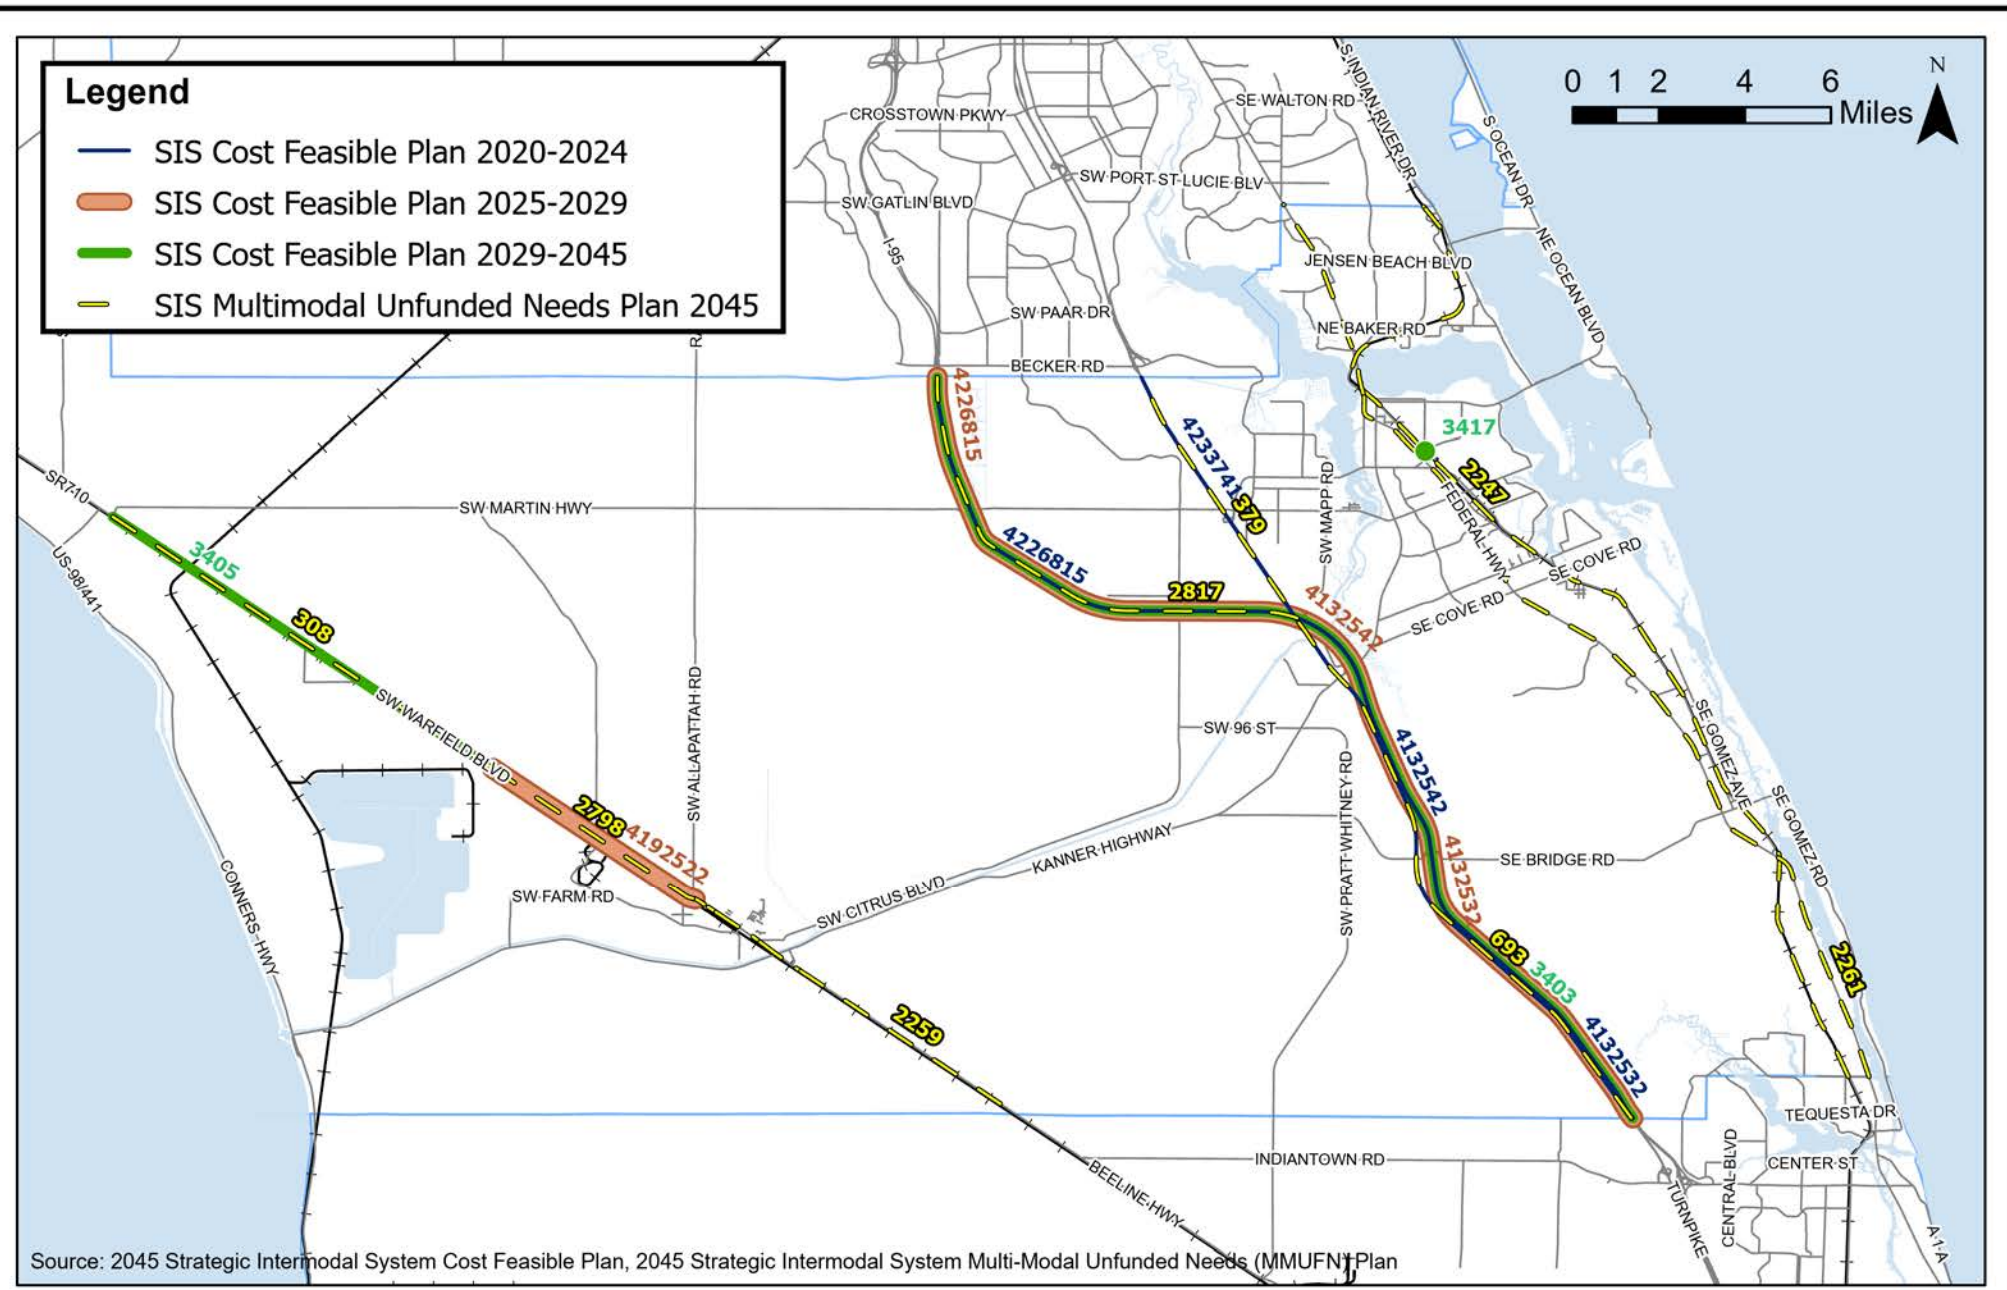 Legend
SIS Cost Feasible Plan 2020-2024
SIS Cost Feasible Plan 2025-2029
SIS Cost Feasible Plan 2029-2045
SIS Multimodal Unfunded Needs Plan 2045
0 1 2 4 6
Miles
N
S INDIAN RIVER DR
S OCEAN DR
SE WALTON RD
CROSSTOWN PKWY
SW PORT ST LUCIE BLV
SW GATLIN BLVD
I-95
JENSEN BEACH BLVD
NE OCEAN BLVD
SW PAAR DR
NE BAKER RD
BECKER RD
4226815
4233741
379
3417
2247
SR710
SW MARTIN HWY
SW MAPP RD
FEDERAL HWY
US-98/441
3405
4226815
2817
4132542
SE COVE RD
SE COVE RD
308
SW WARFIELD BLVD
SW ALLAPATTAH RD
SW 96 ST
SW PRATT WHITNEY RD
4132542
SE GOMEZ AVE
SE GOMEZ RD
2798
4192522
KANNER HIGHWAY
SE BRIDGE RD
4132532
CONNERS HWY
SW FARM RD
SW CITRUS BLVD
693
3403
2261
2259
4132532
TEQUESTA DR
BEELINE HWY
INDIANTOWN RD
CENTRAL BLVD
CENTER ST
TURNPIKE
A 1 A
Source: 2045 Strategic Intermodal System Cost Feasible Plan, 2045 Strategic Intermodal System Multi-Modal Unfunded Needs (MMUFN) Plan